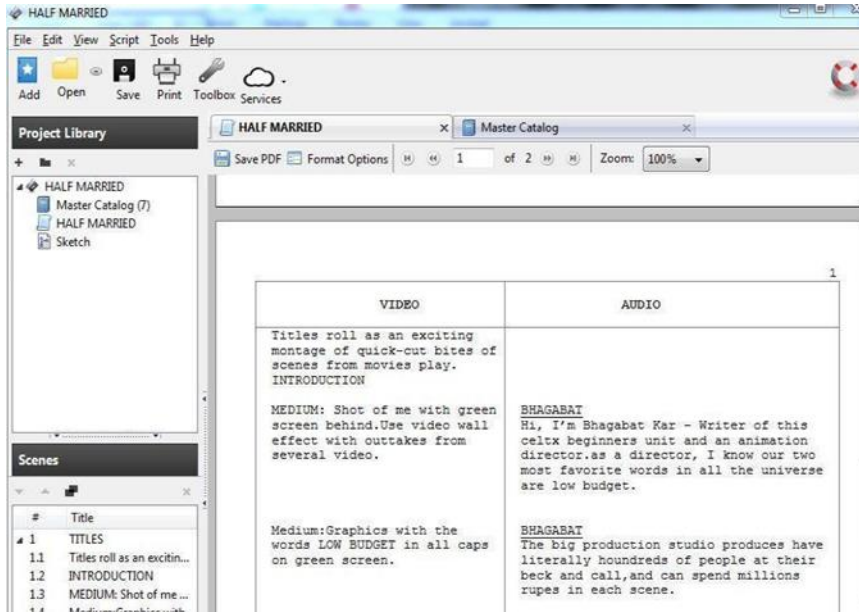 HALF MARRIED
File Edit View Script Tools Help
Add Open Save Print Toolbox Services
Project Library
HALF MARRIED
Master Catalog
Save PDF Format Options 1 of 2 Zoom: 100%
HALF MARRIED
Master Catalog (7)
HALF MARRIED
Sketch
Scenes
# Title
1 TITLES
1.1 Titles roll as an excitin...
1.2 INTRODUCTION
1.3 MEDIUM: Shot of me ...
1.4 Medium:Graphics with
1
VIDEO
AUDIO
Titles roll as an exciting
montage of quick-cut bites of
scenes from movies play.
INTRODUCTION
MEDIUM: Shot of me with green
screen behind.Use video wall
effect with outtakes from
several video.
BHAGABAT
Hi, I'm Bhagabat Kar - Writer of this
celtx beginners unit and an animation
director.as a director, I know our two
most favorite words in all the universe
are low budget.
Medium:Graphics with the
words LOW BUDGET in all caps
on green screen.
BHAGABAT
The big production studio produces have
literally houndreds of people at their
beck and call,and can spend millions
rupes in each scene.